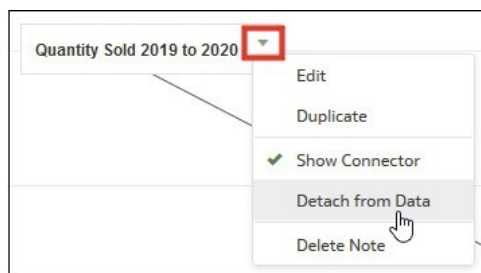 Quantity Sold 2019 to 2020
Edit
Duplicate
Show Connector
Detach from Data
Delete Note